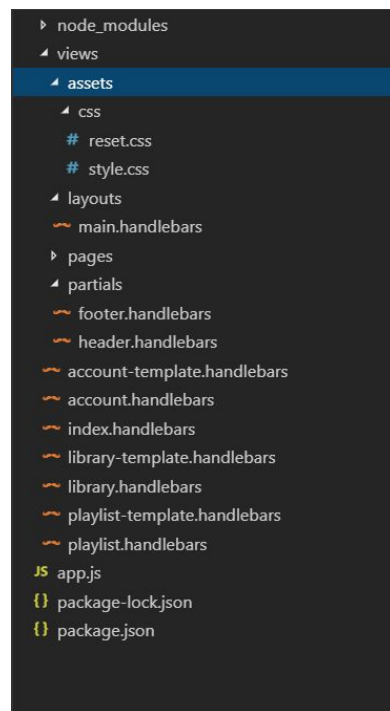 node_modules
views
assets
css
# reset.css
# style.css
layouts
main.handlebars
pages
partials
footer.handlebars
header.handlebars
account-template.handlebars
account.handlebars
index.handlebars
library-template.handlebars
library.handlebars
playlist-template.handlebars
playlist.handlebars
JS app.js
{} package-lock.json
{} package.json